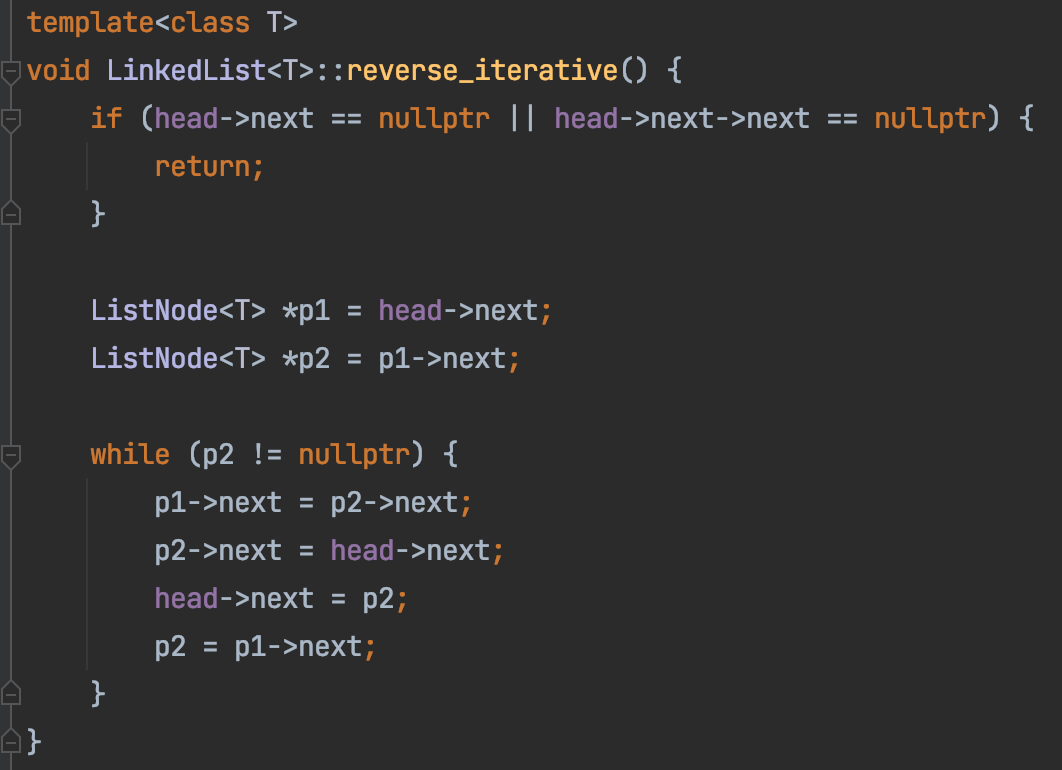 template<class T>
void LinkedList<T>::reverse_iterative() {
    if (head->next == nullptr || head->next->next == nullptr) {
        return;
    }
    ListNode<T> *p1 = head->next;
    ListNode<T> *p2 = p1->next;
    while (p2 != nullptr) {
        p1->next = p2->next;
        p2->next = head->next;
        head->next = p2;
        p2 = p1->next;
    }
}